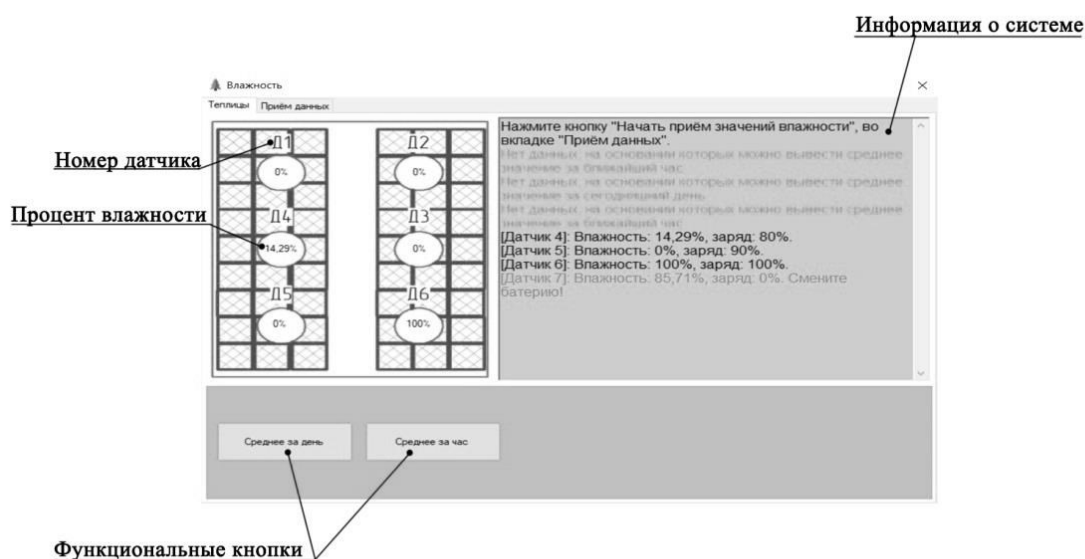 Информация о системе
Влажность
Теплицы Приём данных
Номер датчика
Процент влажности
Д1
Д2
0%
0%
Д4
Д3
14,29%
0%
Д5
Д6
0%
100%
Нажмите кнопку "Начать приём значений влажности", во
вкладке "Приём данных".
Нет данных, на основании которых можно вывести среднее
значение за ближайший час
Нет данных, на основании которых можно вывести среднее
значение за сегодняшний день
Нет данных, на основании которых можно вывести среднее
значение за ближайший час
[Датчик 4]: Влажность: 14,29%, заряд: 80%.
[Датчик 5]: Влажность: 0%, заряд: 90%.
[Датчик 6]: Влажность: 100%, заряд: 100%.
[Датчик 7]: Влажность: 85,71%, заряд: 0%. Смените
батерию!
Среднее за день
Среднее за час
Функциональные кнопки